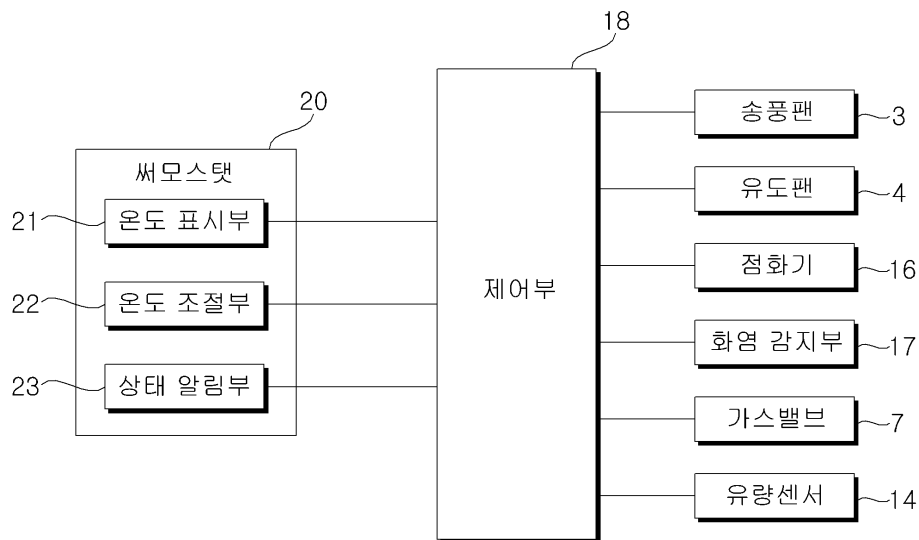 18
20
써모스탯
21
온도 표시부
22
온도 조절부
23
상태 알림부
제어부
송풍팬
3
유도팬
4
점화기
16
화염 감지부
17
가스밸브
7
유량센서
14